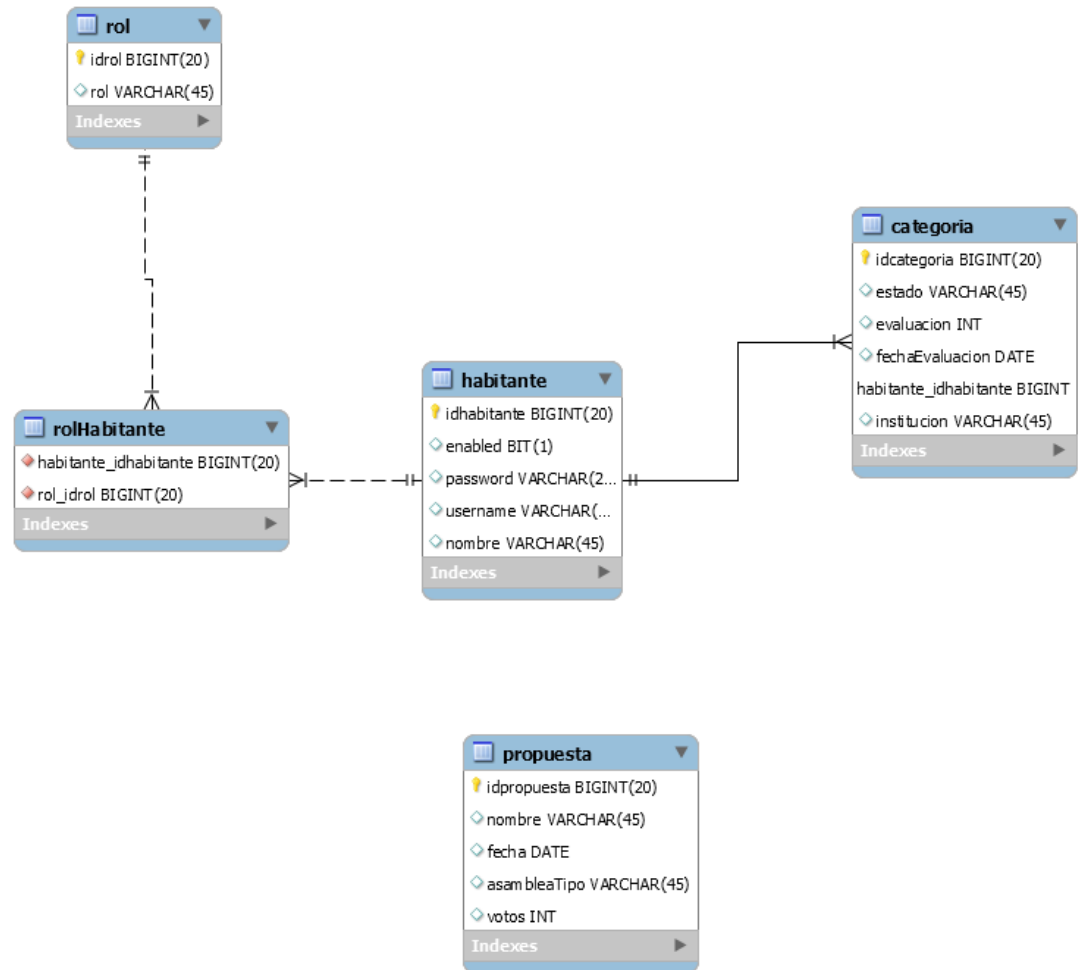 rol
idrol BIGINT(20)
rol VARCHAR(45)
Indexes
categoria
idcategoria BIGINT(20)
estado VARCHAR(45)
evaluacion INT
fechaEvaluacion DATE
habitante_idhabitante BIGINT
institucion VARCHAR(45)
Indexes
habitante
idhabitante BIGINT(20)
enabled BIT(1)
password VARCHAR(2...
username VARCHAR(...
nombre VARCHAR(45)
Indexes
rolHabitante
habitante_idhabitante BIGINT(20)
rol_idrol BIGINT(20)
Indexes
propuesta
idpropuesta BIGINT(20)
nombre VARCHAR(45)
fecha DATE
asambleaTipo VARCHAR(45)
votos INT
Indexes